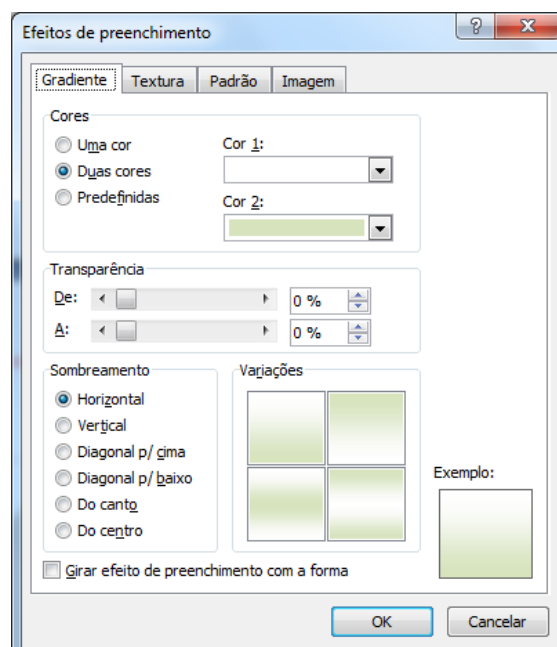 Efeitos de preenchimento
Gradiente Textura Padrão Imagem
Cores
Uma cor Cor 1:
Duas cores
Predefinidas Cor 2:
Transparência
De: 0 %
A: 0 %
Sombreamento Variações
Horizontal
Vertical
Diagonal p/ cima
Diagonal p/ baixo Exemplo:
Do canto
Do centro
Girar efeito de preenchimento com a forma
OK Cancelar